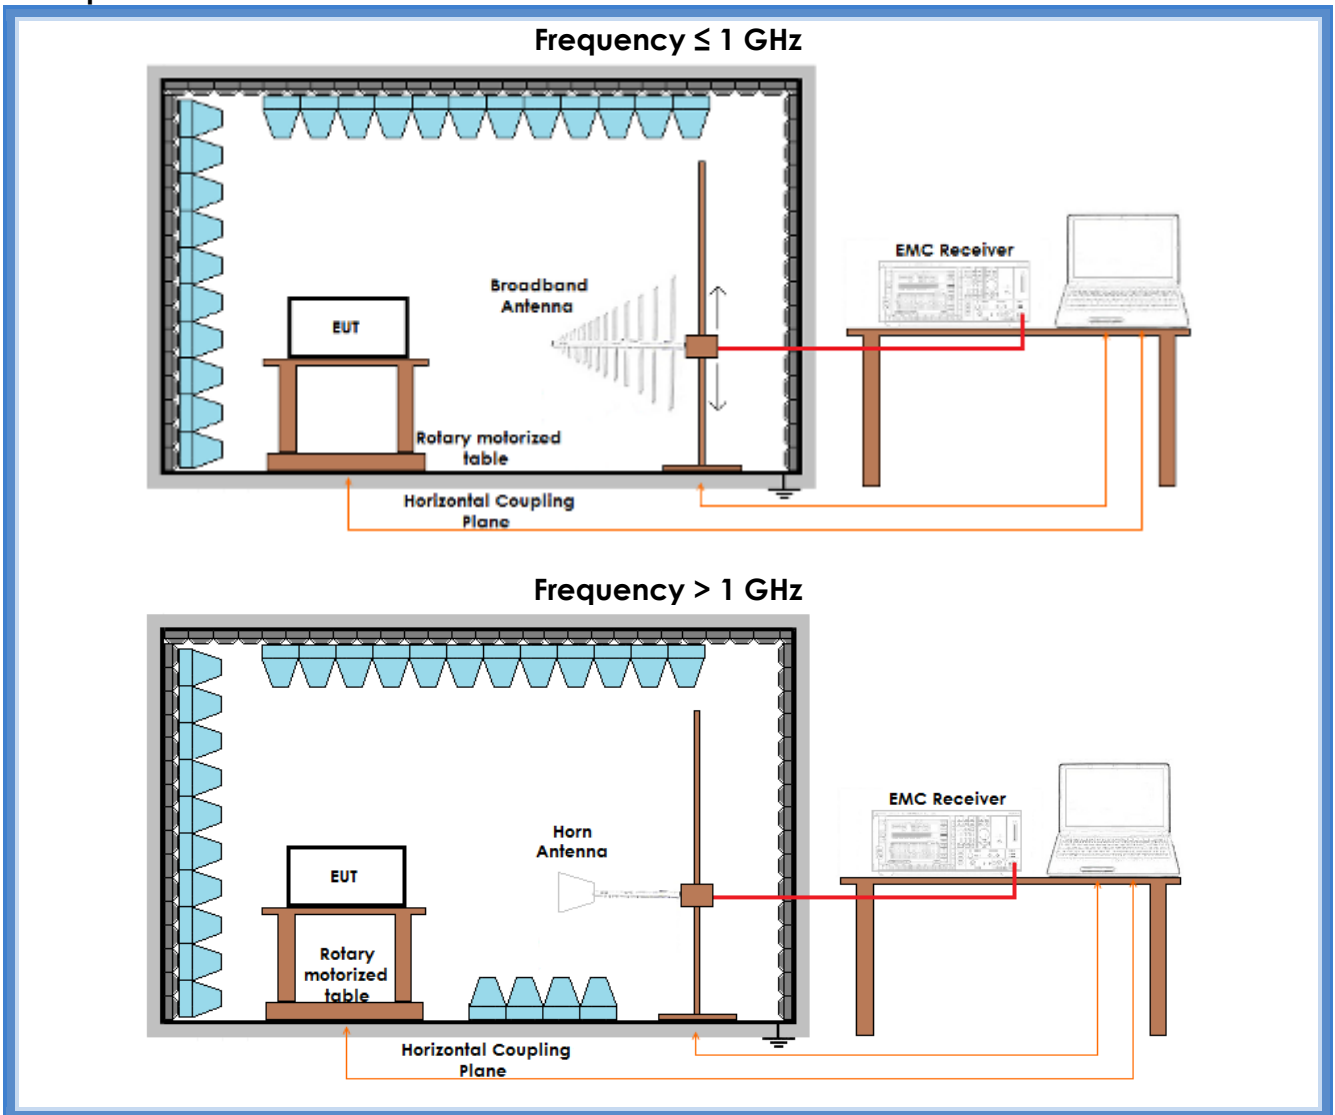 Frequency ≤ 1 GHz
EMC Receiver
Broadband
Antenna
EUT
Rotary motorized
table
Horizontal Coupling
Plane
Frequency > 1 GHz
EMC Receiver
Horn
Antenna
EUT
Rotary
motorized
table
Horizontal Coupling
Plane